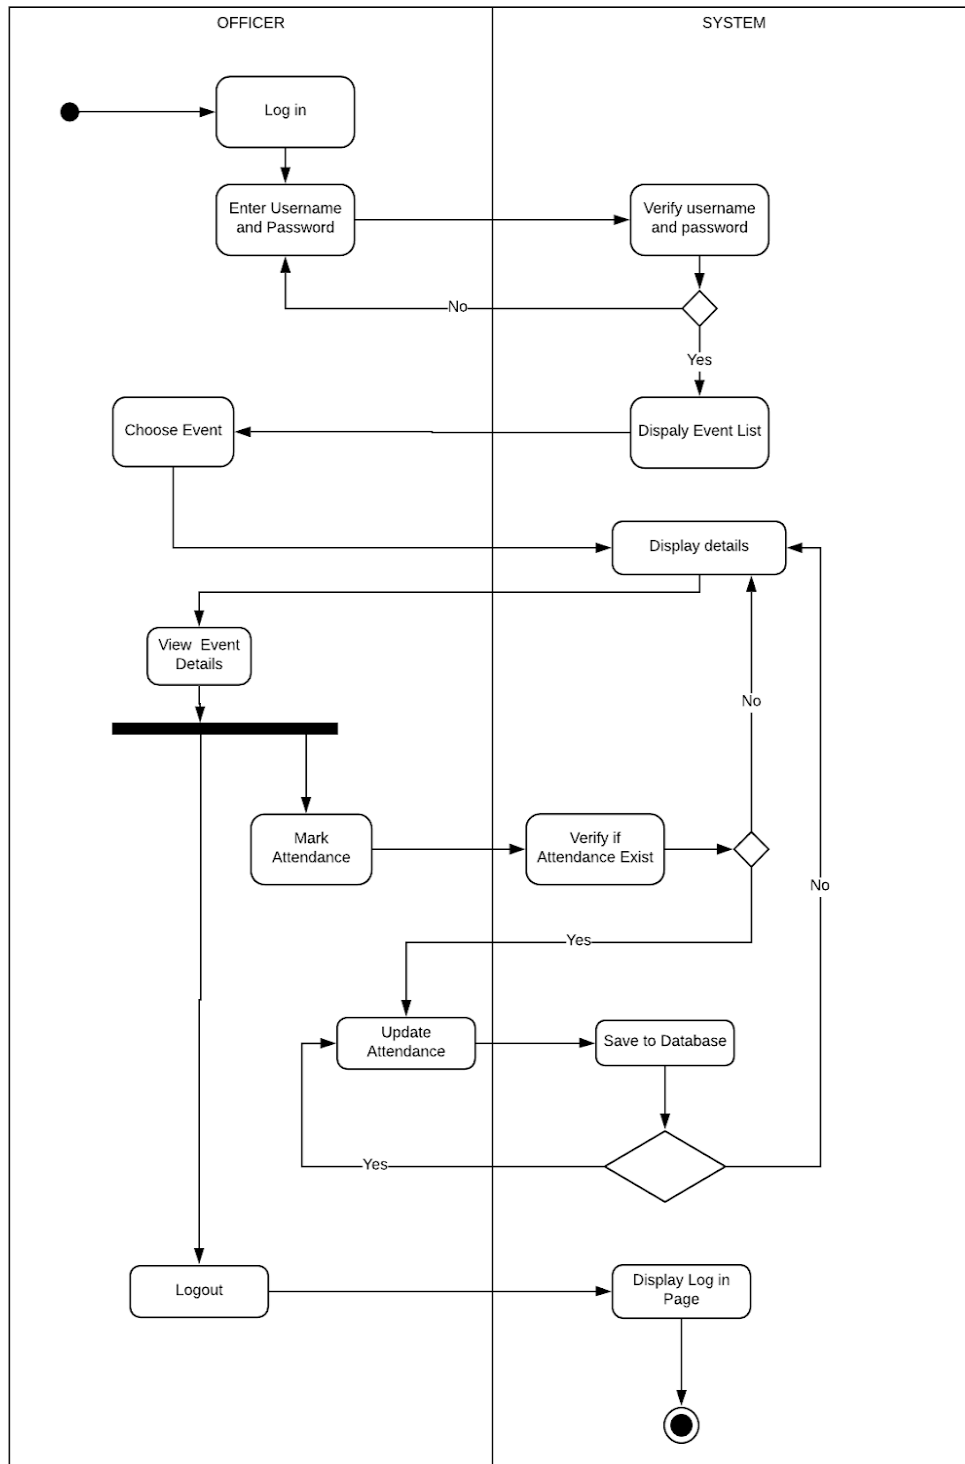 OFFICER
SYSTEM
Log in
Enter Username
and Password
Verify username
and password
No
Yes
Choose Event
Dispaly Event List
Display details
View  Event
Details
No
Mark
Attendance
Verify if
Attendance Exist
No
Yes
Update
Attendance
Save to Database
Yes
Logout
Display Log in
Page